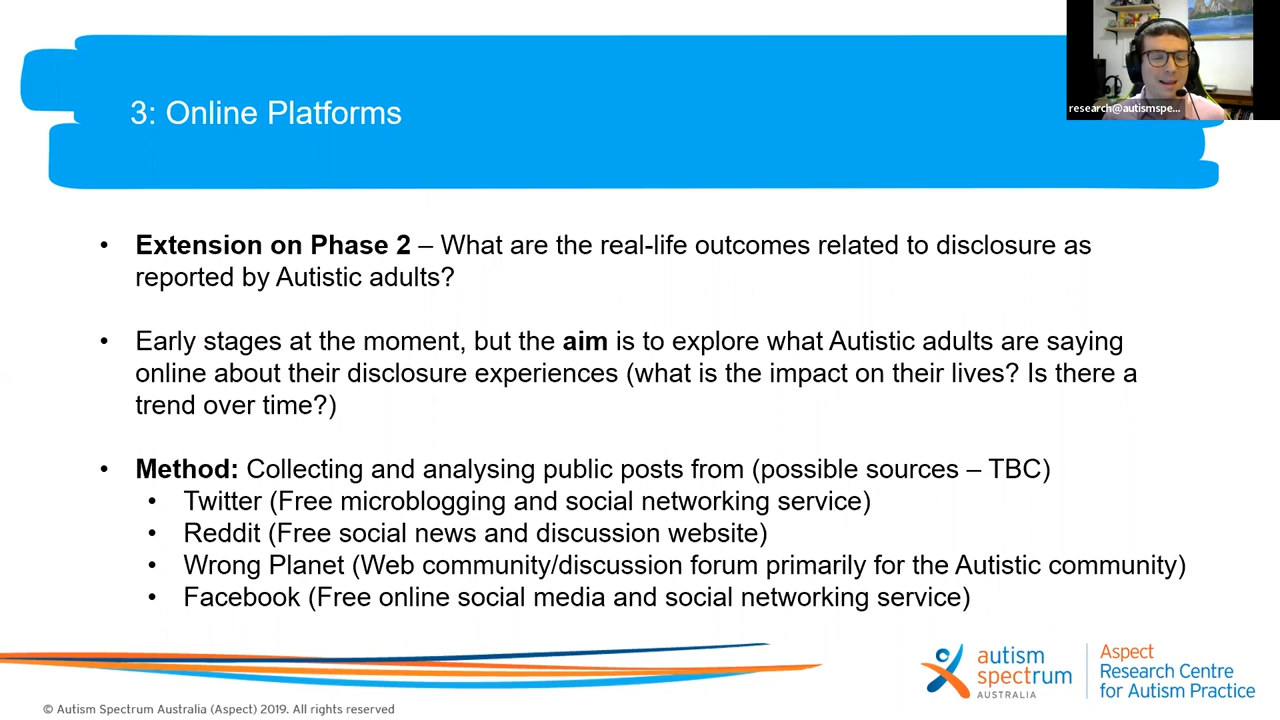 research@autismspe...
3: Online Platforms
• Extension on Phase 2 – What are the real-life outcomes related to disclosure as
reported by Autistic adults?
• Early stages at the moment, but the aim is to explore what Autistic adults are saying
online about their disclosure experiences (what is the impact on their lives? Is there a
trend over time?)
• Method: Collecting and analysing public posts from (possible sources – TBC)
• Twitter (Free microblogging and social networking service)
• Reddit (Free social news and discussion website)
• Wrong Planet (Web community/discussion forum primarily for the Autistic community)
• Facebook (Free online social media and social networking service)
autism
spectrum
AUSTRALIA
Aspect
Research Centre
for Autism Practice
© Autism Spectrum Australia (Aspect) 2019. All rights reserved